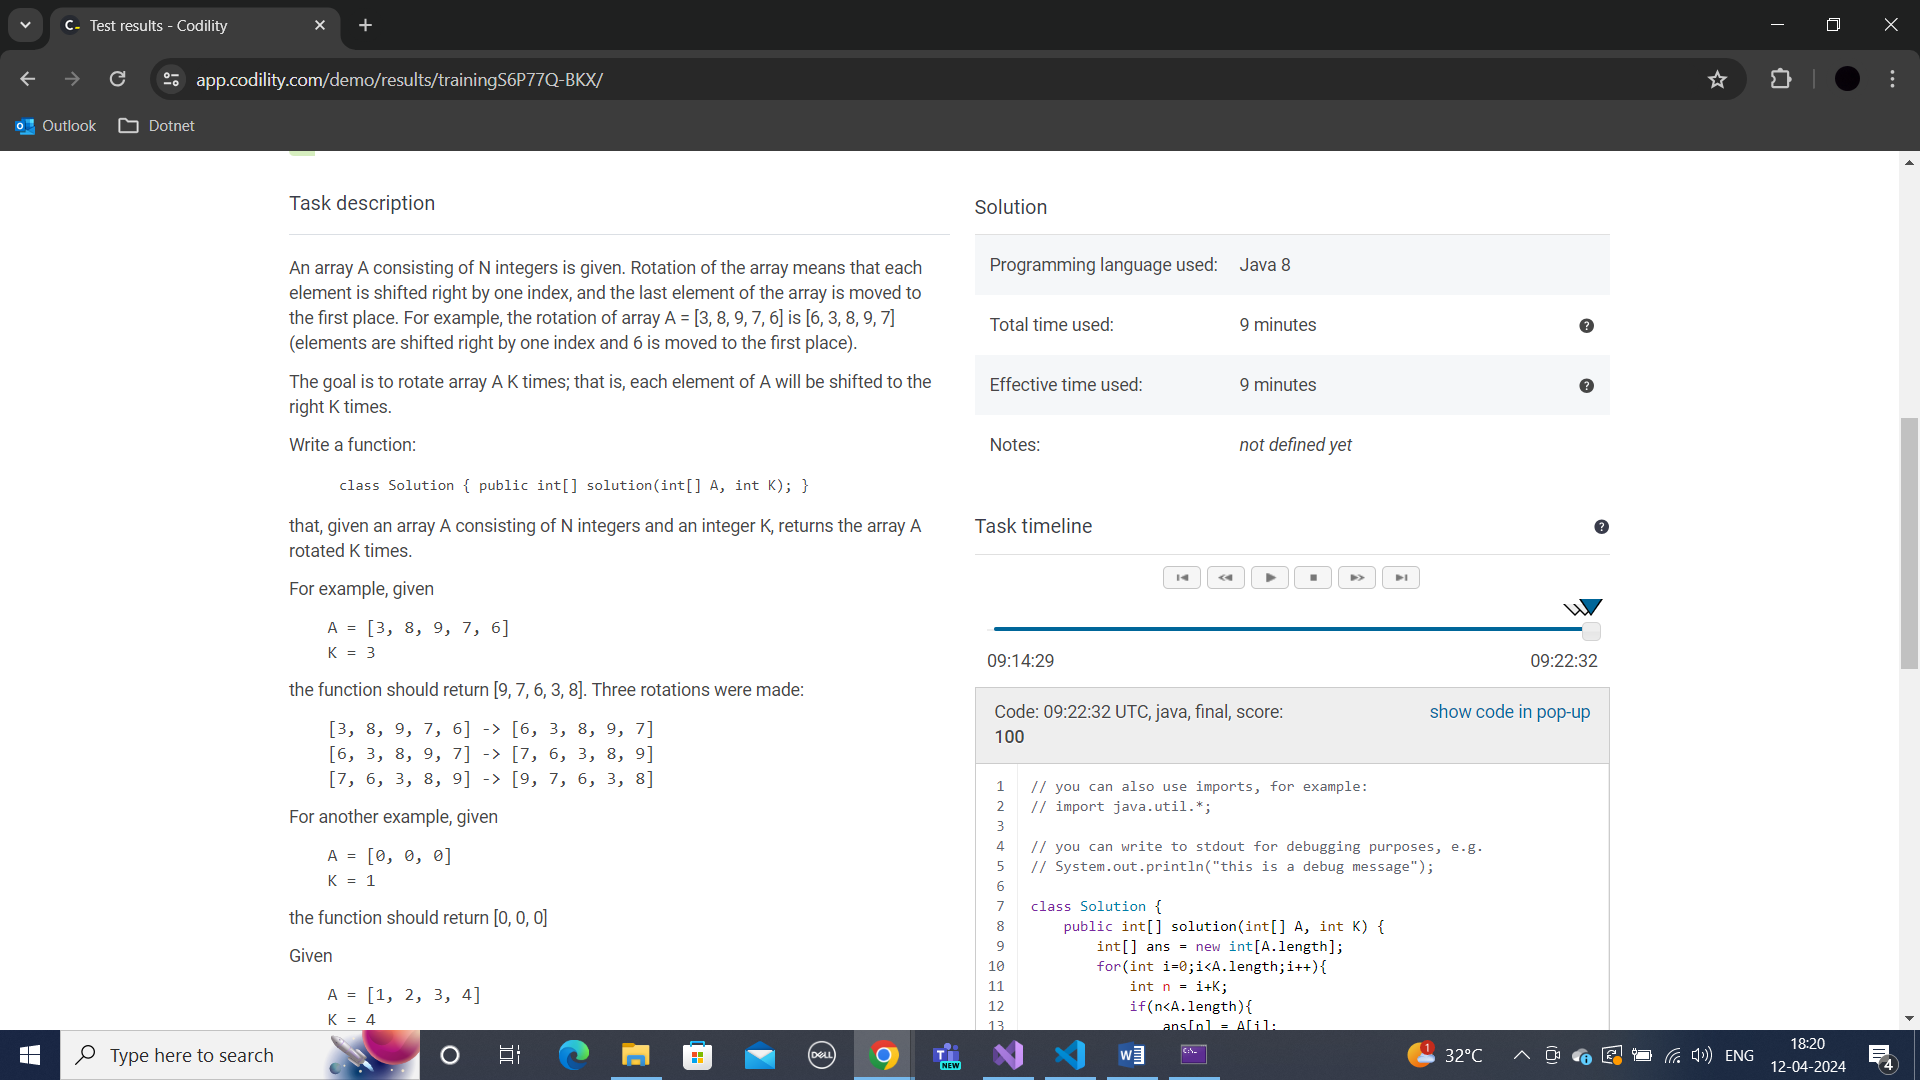 Test results - Codility
app.codility.com/demo/results/trainingS6P77Q-BKX/
Outlook
Dotnet
Task description
An array A consisting of N integers is given. Rotation of the array means that each
element is shifted right by one index, and the last element of the array is moved to
the first place. For example, the rotation of array A = [3, 8, 9, 7, 6] is [6, 3, 8, 9, 7]
(elements are shifted right by one index and 6 is moved to the first place).
The goal is to rotate array A K times; that is, each element of A will be shifted to the
right K times.
Write a function:
class Solution { public int[] solution(int[] A, int K); }
that, given an array A consisting of N integers and an integer K, returns the array A
rotated K times.
For example, given
A = [3, 8, 9, 7, 6]
K = 3
the function should return [9, 7, 6, 3, 8]. Three rotations were made:
[3, 8, 9, 7, 6] -> [6, 3, 8, 9, 7]
[6, 3, 8, 9, 7] -> [7, 6, 3, 8, 9]
[7, 6, 3, 8, 9] -> [9, 7, 6, 3, 8]
For another example, given
A = [0, 0, 0]
K = 1
the function should return [0, 0, 0]
Given
A = [1, 2, 3, 4]
K = 4
Solution
Programming language used: Java 8
Total time used: 9 minutes
Effective time used: 9 minutes
Notes: not defined yet
Task timeline
09:14:29
09:22:32
Code: 09:22:32 UTC, java, final, score:
100
show code in pop-up
1 // you can also use imports, for example:
2 // import java.util.*;
3
4 // you can write to stdout for debugging purposes, e.g.
5 // System.out.println("this is a debug message");
6
7 class Solution {
8 public int[] solution(int[] A, int K) {
9 int[] ans = new int[A.length];
10 for(int i=0;i<A.length;i++){
11 int n = i+K;
12 if(n<A.length){
13 ans[n] = A[i];
Type here to search
DELL
NEW
1
32°C
ENG
18:20
12-04-2024
4